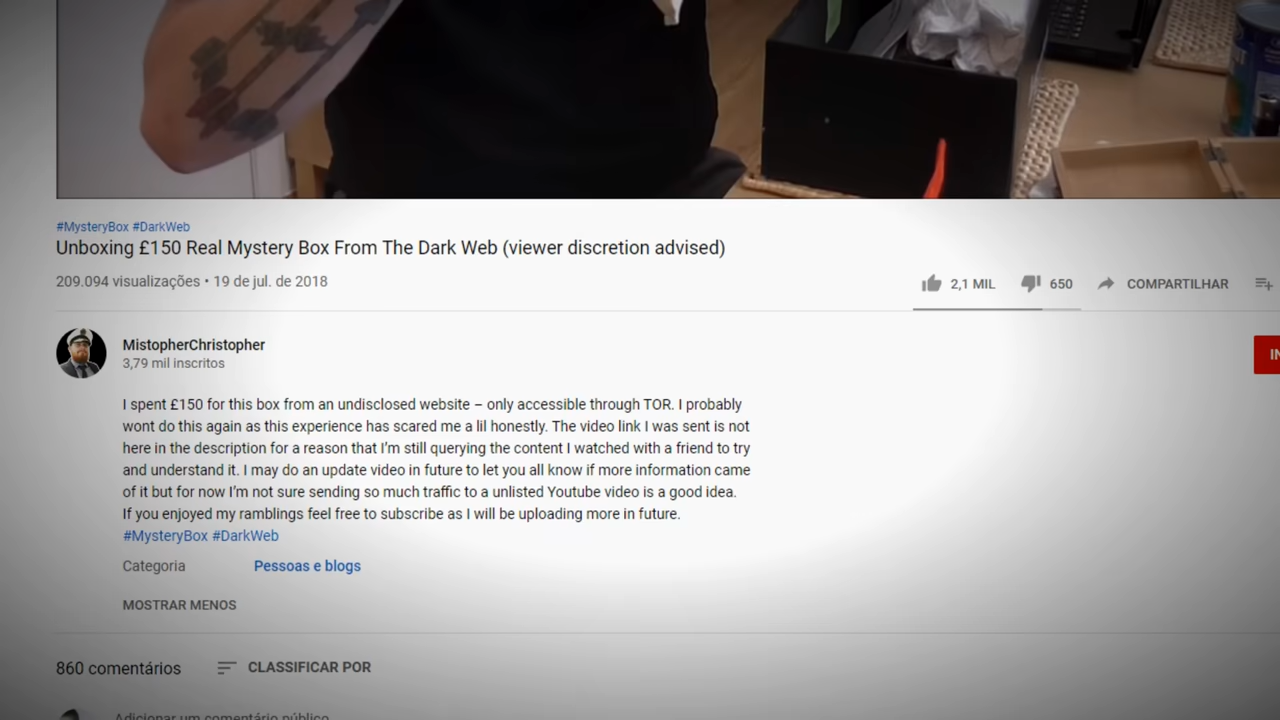 #MysteryBox #DarkWeb
Unboxing £150 Real Mystery Box From The Dark Web (viewer discretion advised)
209.094 visualizações • 19 de jul. de 2018
2,1 MIL
650
COMPARTILHAR
MistopherChristopher
3,79 mil inscritos
I spent £150 for this box from an undisclosed website – only accessible through TOR. I probably
wont do this again as this experience has scared me a lil honestly. The video link I was sent is not
here in the description for a reason that I'm still querying the content I watched with a friend to try
and understand it. I may do an update video in future to let you all know if more information came
of it but for now I'm not sure sending so much traffic to a unlisted Youtube video is a good idea.
If you enjoyed my ramblings feel free to subscribe as I will be uploading more in future.
#MysteryBox #DarkWeb
Categoria
Pessoas e blogs
MOSTRAR MENOS
860 comentários
CLASSIFICAR POR
Adicionar um comentário público